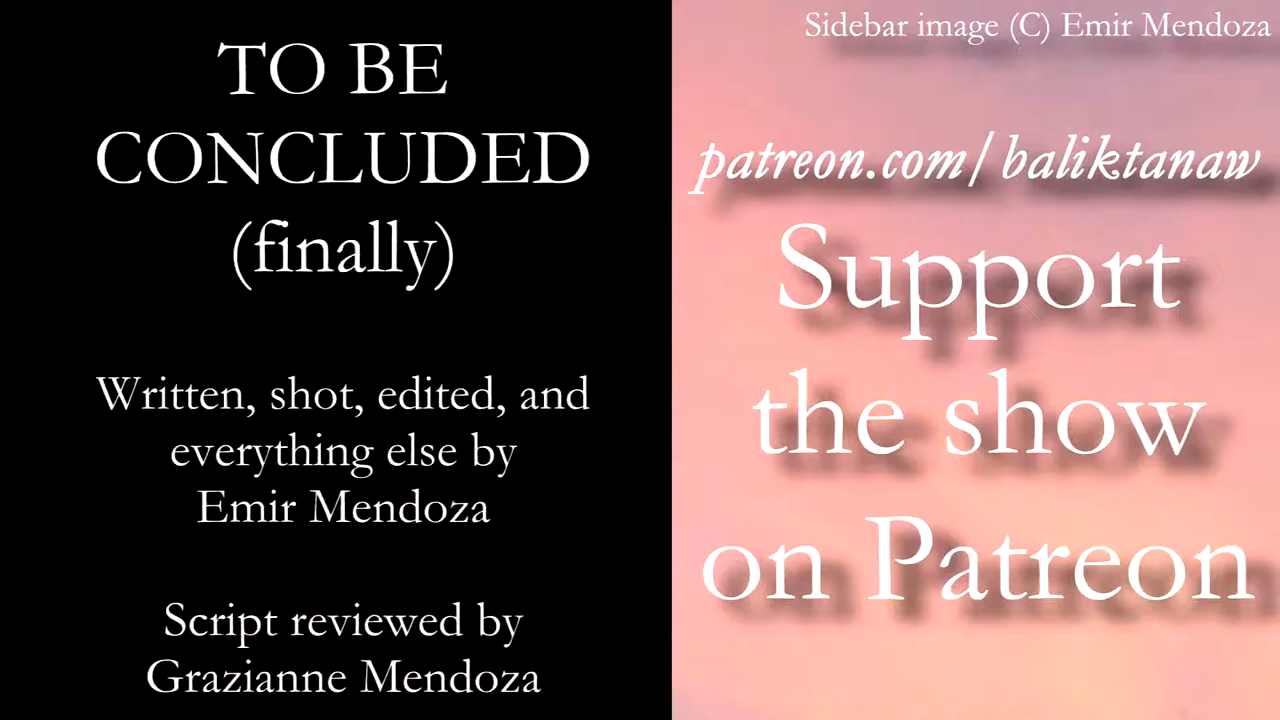 TO BE
CONCLUDED
(finally)
Written, shot, edited, and
everything else by
Emir Mendoza
Script reviewed by
Grazianne Mendoza
Sidebar image (C) Emir Mendoza
patreon.com/baliktanaw
Support
the show
on Patreon